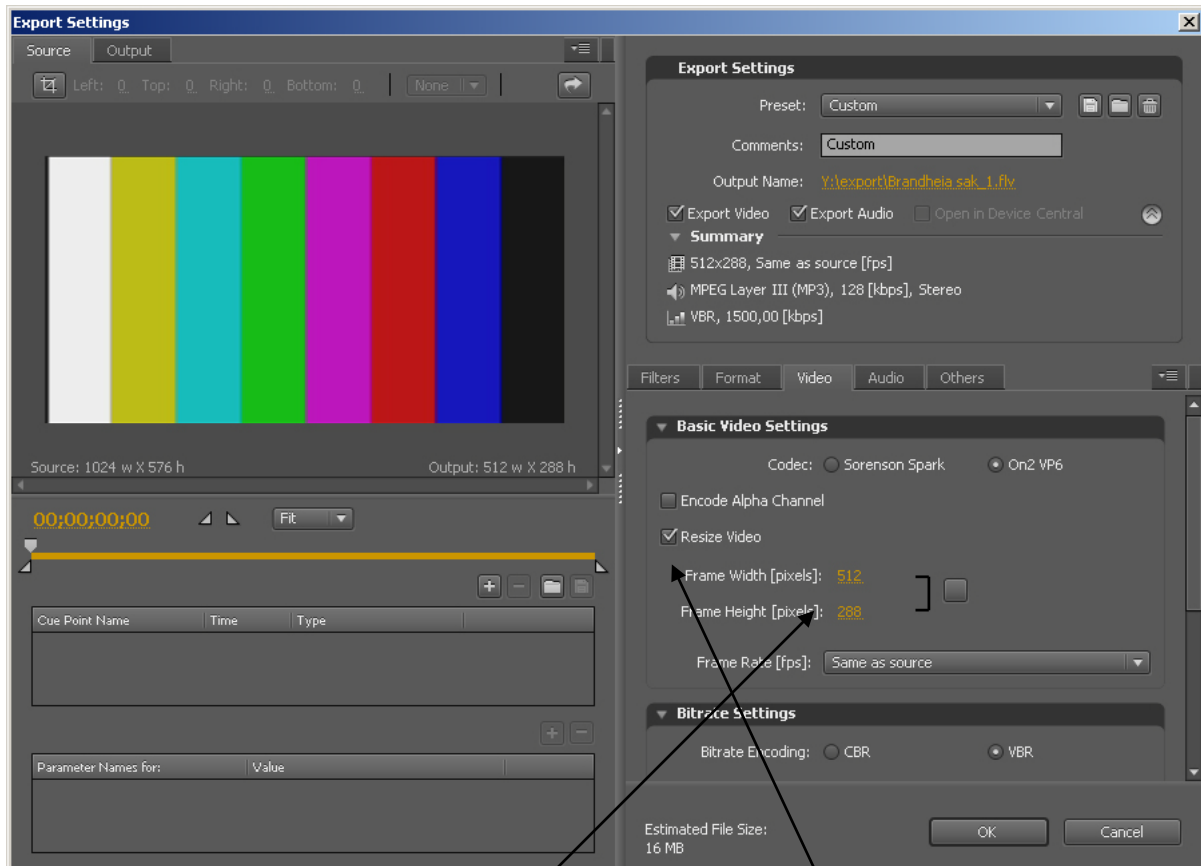 Export Settings
Source Output
Left: 0 Top: 0 Right: 0 Bottom: 0 None
Source: 1024 w X 576 h Output: 512 w X 288 h
00;00;00;00 Fit
Cue Point Name Time Type
Parameter Names for: Value
Export Settings
Preset: Custom
Comments: Custom
Output Name: Y:\export\Brandheia sak_1.flv
Export Video Export Audio Open in Device Central
Summary
512x288, Same as source [fps]
MPEG Layer III (MP3), 128 [kbps], Stereo
VBR, 1500,00 [kbps]
Filters Format Video Audio Others
Basic Video Settings
Codec: Sorenson Spark On2 VP6
Encode Alpha Channel
Resize Video
Frame Width [pixels]: 512
Frame Height [pixels]: 288
Frame Rate [fps]: Same as source
Bitrate Settings
Bitrate Encoding: CBR VBR
Estimated File Size:
16 MB
OK Cancel